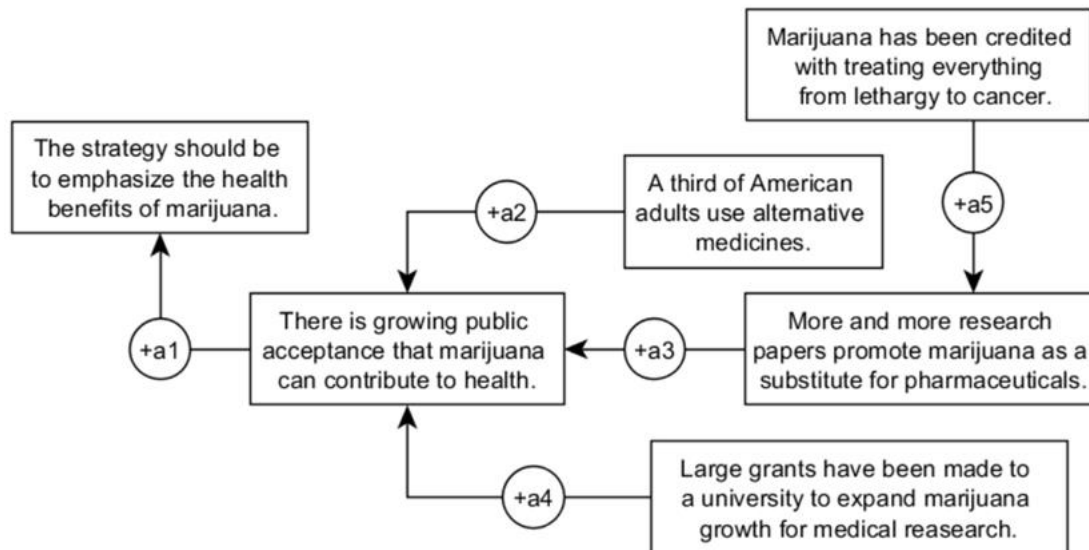 Marijuana has been credited
with treating everything
from lethargy to cancer.
The strategy should be
to emphasize the health
benefits of marijuana.
+a2
A third of American
adults use alternative
medicines.
+a5
+a1
There is growing public
acceptance that marijuana
can contribute to health.
+a3
More and more research
papers promote marijuana as a
substitute for pharmaceuticals.
+a4
Large grants have been made to
a university to expand marijuana
growth for medical reasearch.